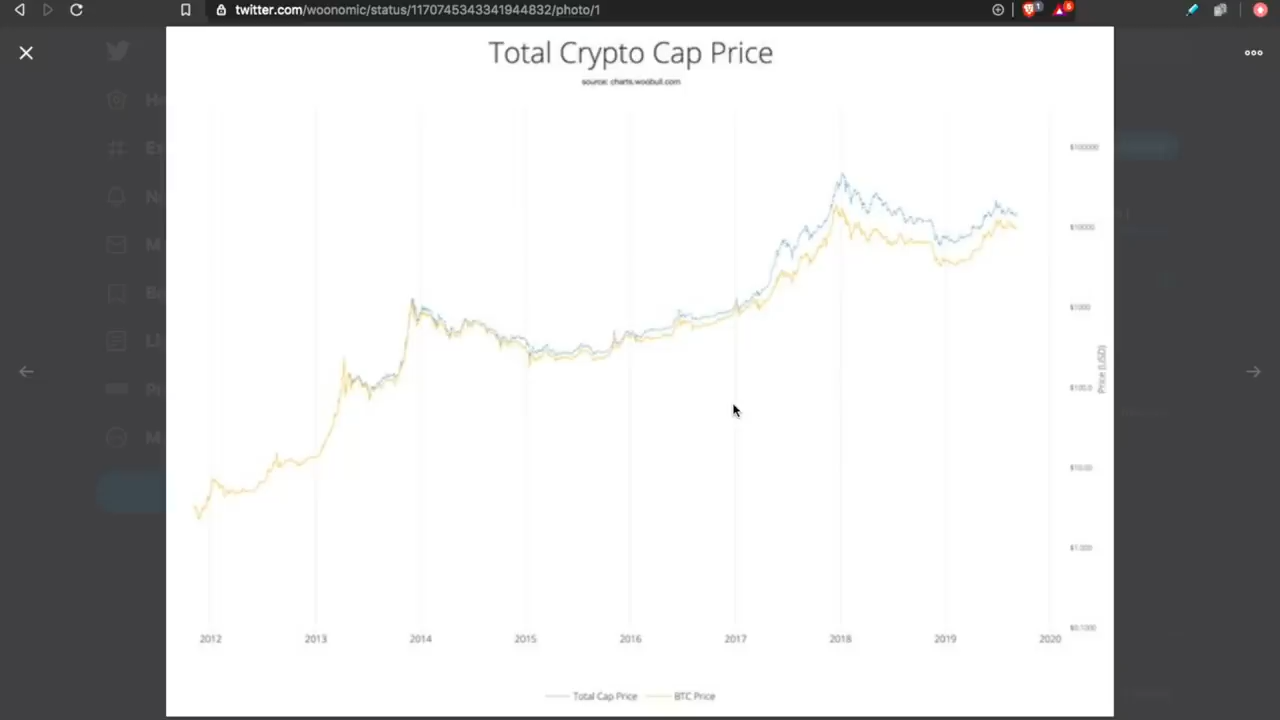 twitter.com/woonomic/status/1170745343341944832/photo/1
1
6
Total Crypto Cap Price
source: charts.woobull.com
$100000
$10000
$1000
$100.0
$10.00
$1.000
$0.1000
Price (USD)
2012 2013 2014 2015 2016 2017 2018 2019 2020
Total Cap Price BTC Price